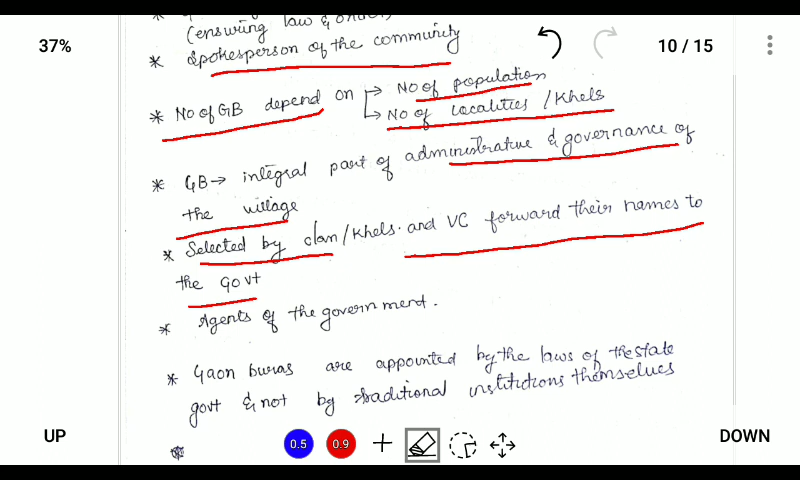 (ensuring law & order
37%
10 / 15
* Spokesperson of the community
* No of GB depend on → No of population
→ No of localities / Khels
* GB → integral part of administrative & governance of
the village
* Selected by clan / Khels. and VC forward their names to
the Govt
* Agents of the government.
* Gaon buras are appointed by the laws of the state
govt & not by traditional institutions themselves
*
UP
0.5
0.9
DOWN